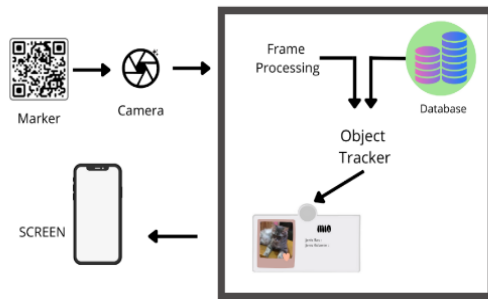 Marker
Camera
Frame
Processing
Database
Object
Tracker
SCREEN